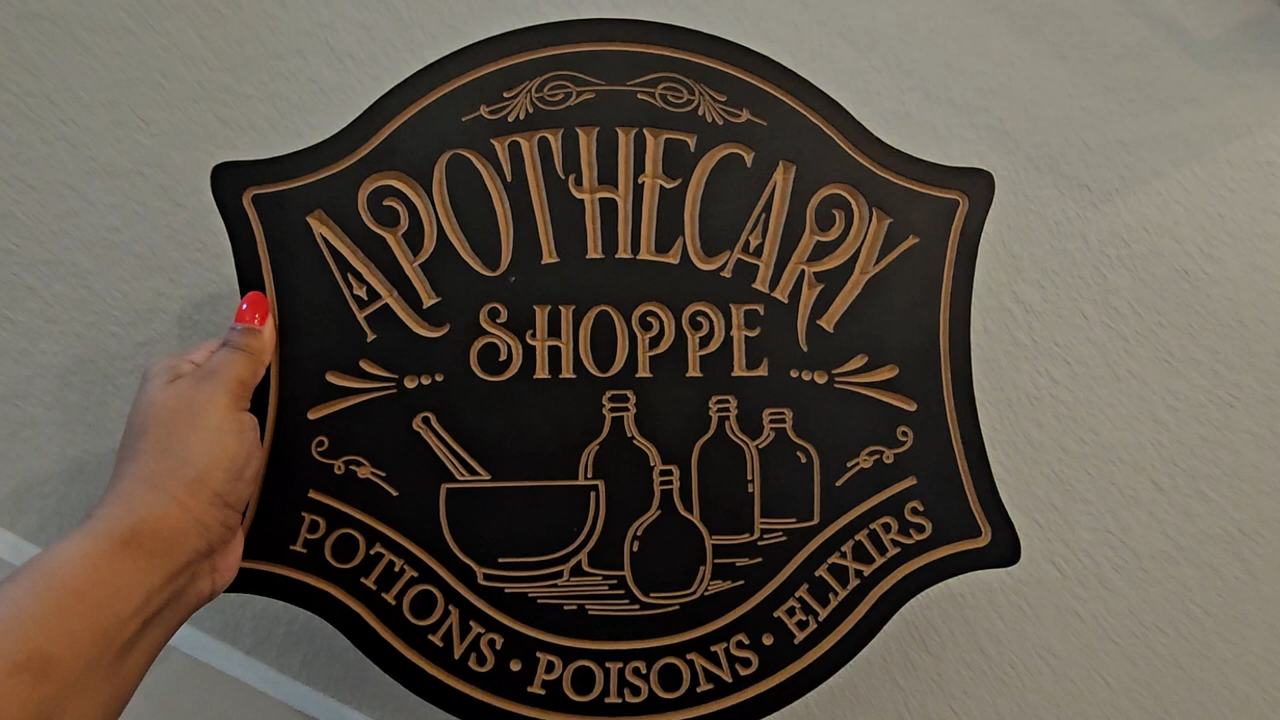 APOTHECARY
SHOPPE
POTIONS • POISONS • ELIXIRS